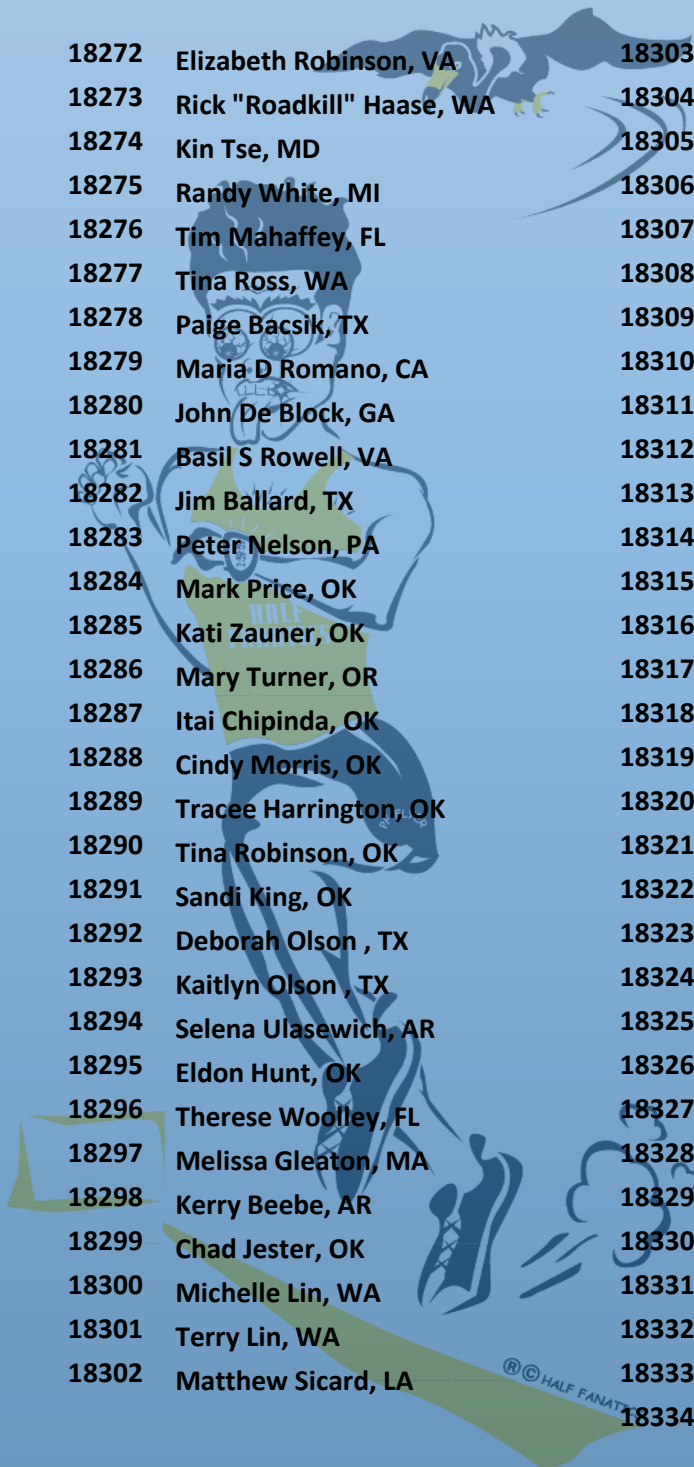 18272 Elizabeth Robinson, VA 18303
18273 Rick "Roadkill" Haase, WA 18304
18274 Kin Tse, MD 18305
18275 Randy White, MI 18306
18276 Tim Mahaffey, FL 18307
18277 Tina Ross, WA 18308
18278 Paige Bacsik, TX 18309
18279 Maria D Romano, CA 18310
18280 John De Block, GA 18311
18281 Basil S Rowell, VA 18312
18282 Jim Ballard, TX 18313
18283 Peter Nelson, PA 18314
18284 Mark Price, OK 18315
18285 Kati Zauner, OK 18316
18286 Mary Turner, OR 18317
18287 Itai Chipinda, OK 18318
18288 Cindy Morris, OK 18319
18289 Tracee Harrington, OK 18320
18290 Tina Robinson, OK 18321
18291 Sandi King, OK 18322
18292 Deborah Olson , TX 18323
18293 Kaitlyn Olson , TX 18324
18294 Selena Ulasewich, AR 18325
18295 Eldon Hunt, OK 18326
18296 Therese Woolley, FL 18327
18297 Melissa Gleaton, MA 18328
18298 Kerry Beebe, AR 18329
18299 Chad Jester, OK 18330
18300 Michelle Lin, WA 18331
18301 Terry Lin, WA 18332
18302 Matthew Sicard, LA 18333
18334
HALF
®© HALF